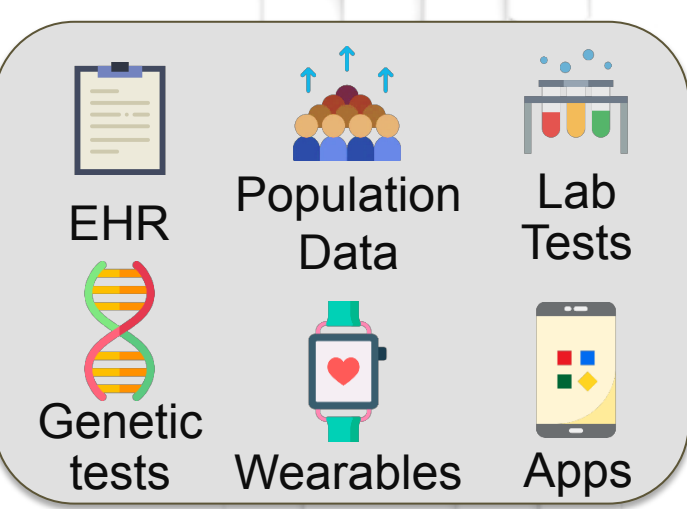 EHR
Population
Data
Lab
Tests
Genetic
tests
Wearables
Apps